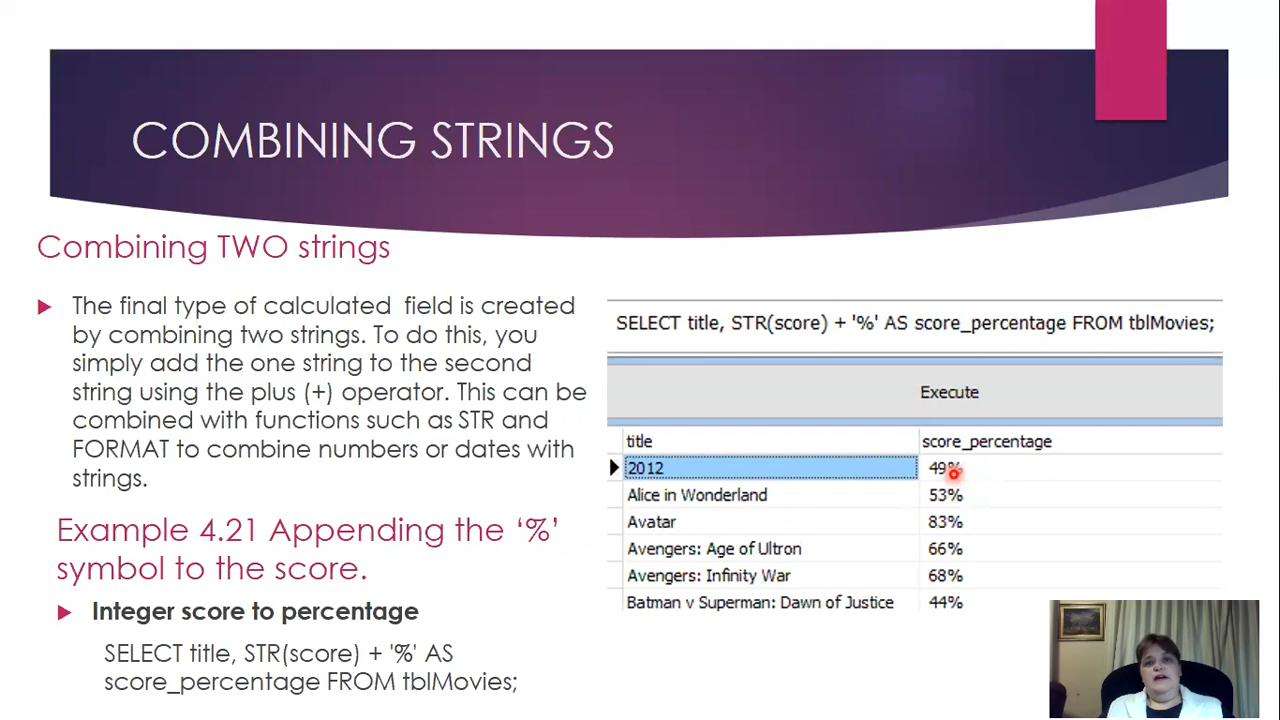 COMBINING STRINGS
Combining TWO strings
The final type of calculated field is created
by combining two strings. To do this, you
simply add the one string to the second
string using the plus (+) operator. This can be
combined with functions such as STR and
FORMAT to combine numbers or dates with
strings.
Example 4.21 Appending the ‘%’
symbol to the score.
Integer score to percentage
SELECT title, STR(score) + '%' AS
score_percentage FROM tblMovies;
SELECT title, STR(score) + '%' AS score_percentage FROM tblMovies;
Execute
title score_percentage
2012 49%
Alice in Wonderland 53%
Avatar 83%
Avengers: Age of Ultron 66%
Avengers: Infinity War 68%
Batman v Superman: Dawn of Justice 44%